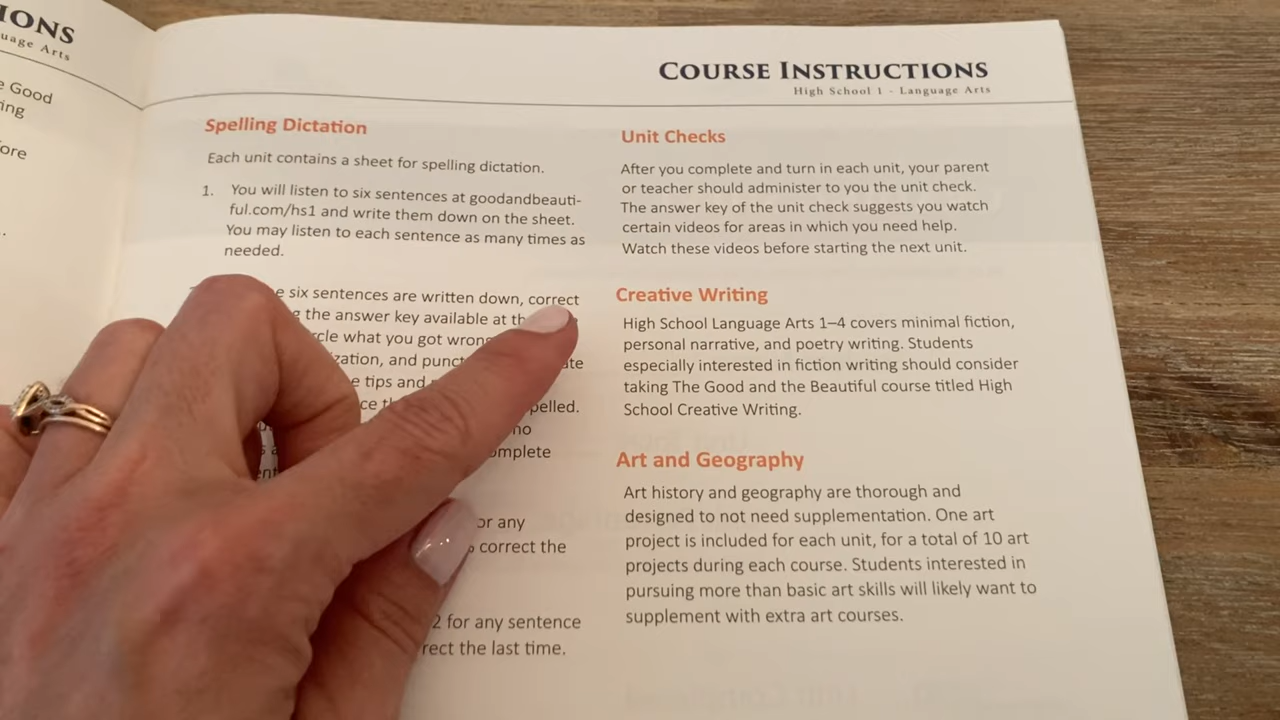 IONS
uage Arts
e Good
ing
ore
COURSE INSTRUCTIONS
High School 1 - Language Arts
Spelling Dictation
Each unit contains a sheet for spelling dictation.
1. You will listen to six sentences at goodandbeauti-
ful.com/hs1 and write them down on the sheet.
You may listen to each sentence as many times as
needed.
six sentences are written down, correct
the answer key available at
what you got wrong
and
tips and
pelled.
no
omplete
or any
correct the
2 for any sentence
rect the last time.
Unit Checks
After you complete and turn in each unit, your parent
or teacher should administer to you the unit check.
The answer key of the unit check suggests you watch
certain videos for areas in which you need help.
Watch these videos before starting the next unit.
Creative Writing
High School Language Arts 1–4 covers minimal fiction,
personal narrative, and poetry writing. Students
especially interested in fiction writing should consider
taking The Good and the Beautiful course titled High
School Creative Writing.
Art and Geography
Art history and geography are thorough and
designed to not need supplementation. One art
project is included for each unit, for a total of 10 art
projects during each course. Students interested in
pursuing more than basic art skills will likely want to
supplement with extra art courses.